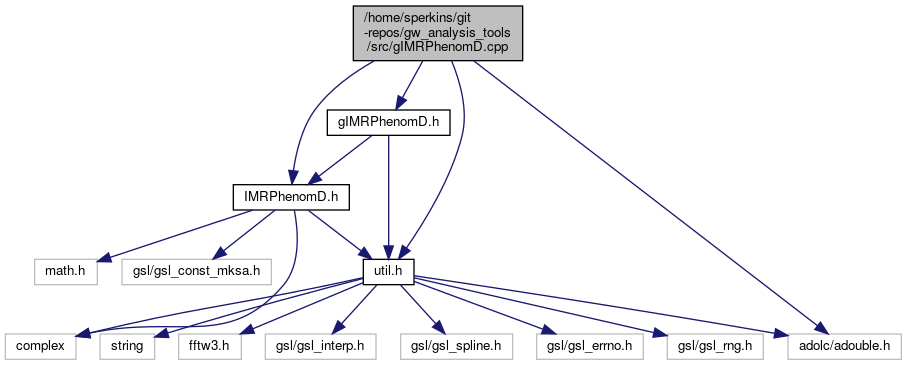 /home/sperkins/git
-repos/gw_analysis_tools
/src/gIMRPhenomD.cpp
gIMRPhenomD.h
IMRPhenomD.h
math.h
gsl/gsl_const_mksa.h
util.h
complex
string
fftw3.h
gsl/gsl_interp.h
gsl/gsl_spline.h
gsl/gsl_errno.h
gsl/gsl_rng.h
adolc/adouble.h